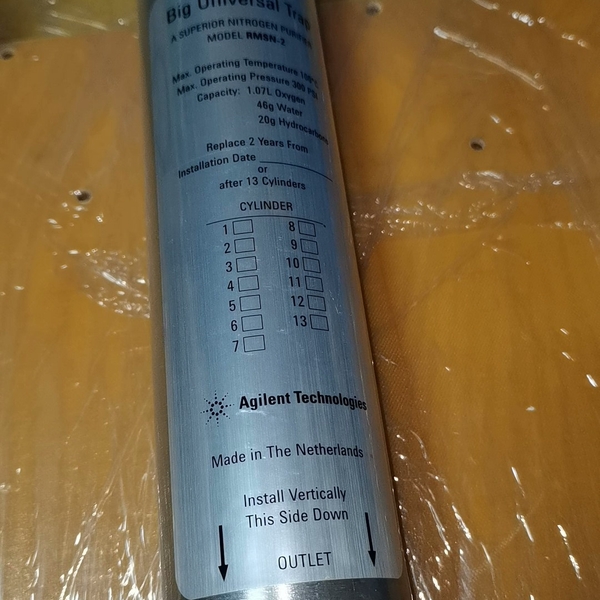 Big Universal Trap
A SUPERIOR NITROGEN PURIFIER
MODEL RMSN-2
Max. Operating Temperature
Max. Operating Pressure
Capacity: 1.07L Oxygen
46g Water
20g Hydrocarbons
Replace 2 Years From
Installation Date
or
after 13 Cylinders
CYLINDER
1 8
2 9
3 10
4 11
5 12
6 13
7
Agilent Technologies
Made in The Netherlands
Install Vertically
This Side Down
OUTLET